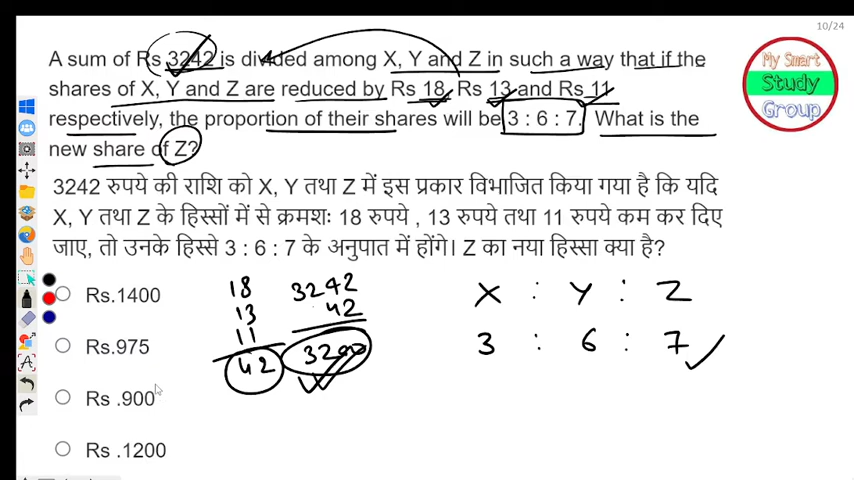 10/24
A sum of Rs 3242 is divided among X, Y and Z in such a way that if the
shares of X, Y and Z are reduced by Rs 18, Rs 13 and Rs 11
respectively, the proportion of their shares will be 3 : 6 : 7. What is the
new share of Z?
My Smart
Study
Group
3242 रुपये की राशि को X, Y तथा Z में इस प्रकार विभाजित किया गया है कि यदि
X, Y तथा Z के हिस्सों में से क्रमशः 18 रुपये , 13 रुपये तथा 11 रुपये कम कर दिए
जाए, तो उनके हिस्से 3 : 6 : 7 के अनुपात में होंगे। Z का नया हिस्सा क्या है?
Rs.1400
Rs.975
Rs .900
Rs .1200
18
13
11
42
3242
42
3200
X : Y : Z
3 : 6 : 7